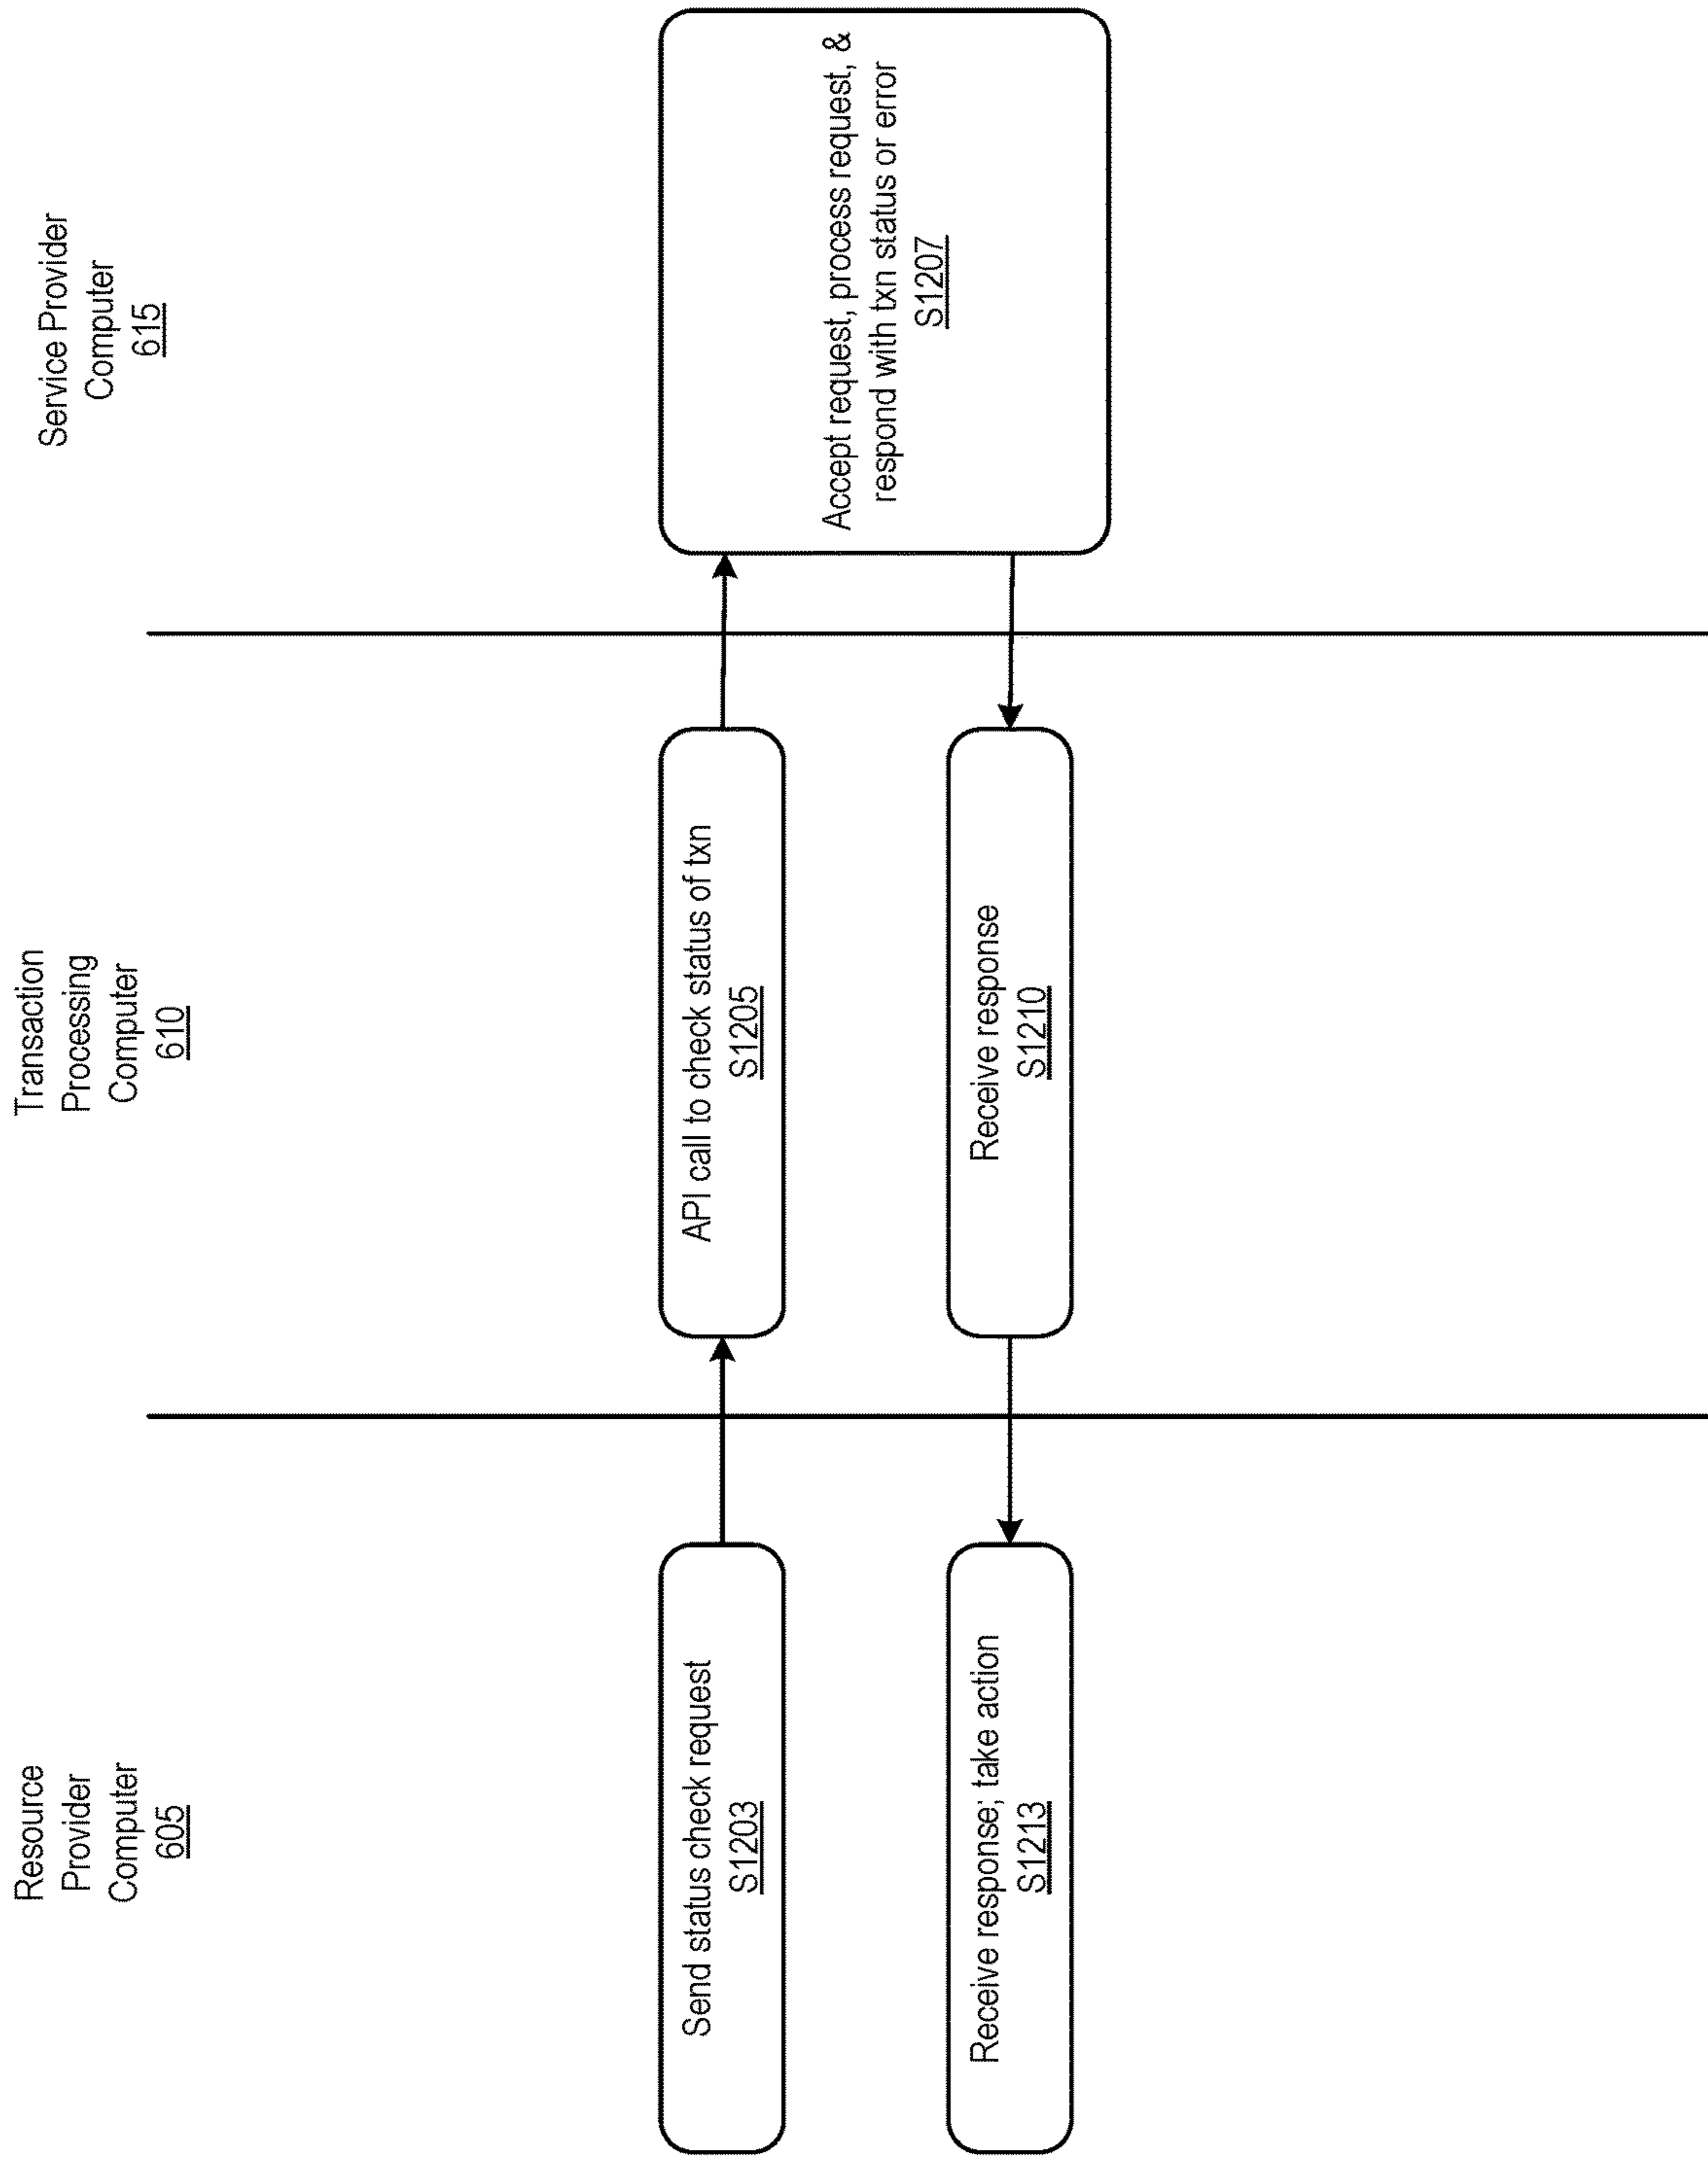 Resource
Provider
Computer
605
Transaction
Processing
Computer
610
Service Provider
Computer
615
Send status check request
S1203
API call to check status of txn
S1205
Accept request, process request, &
respond with txn status or error
S1207
Receive response; take action
S1213
Receive response
S1210